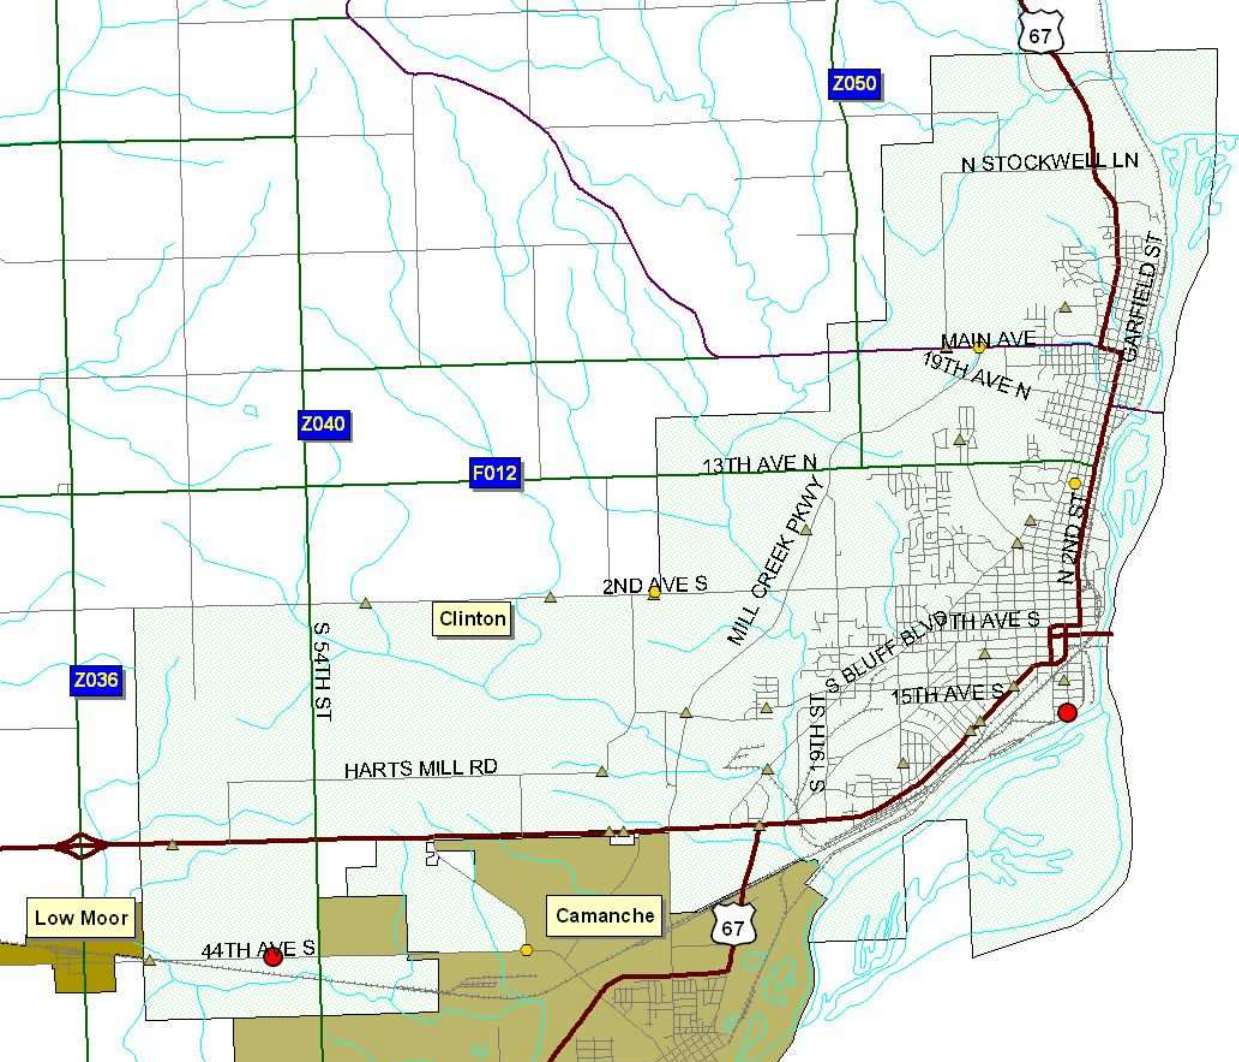 67
Z050
N STOCKWELL LN
GARFIELD ST
MAIN AVE
19TH AVE N
Z040
F012
13TH AVE N
MILL CREEK PKWY
N 2ND ST
2ND AVE S
Clinton
7TH AVE S
S BLUFF BLVD
S 54TH ST
Z036
15TH AVE S
S 19TH ST
HARTS MILL RD
Low Moor
Camanche
67
44TH AVE S